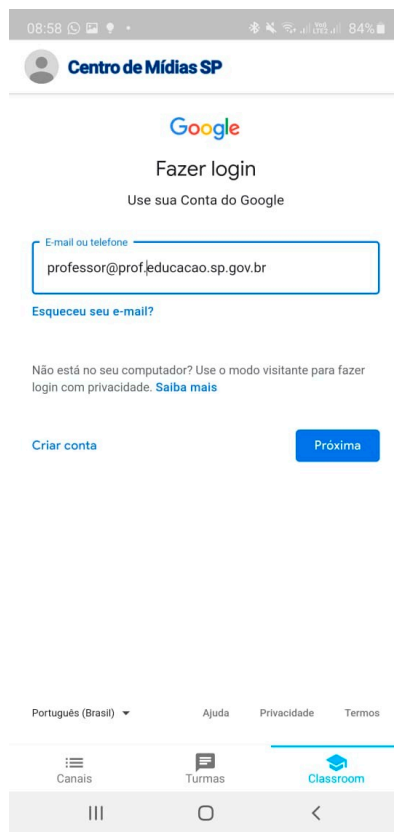 08:58 84%
Centro de Mídias SP
Google
Fazer login
Use sua Conta do Google
E-mail ou telefone
professor@prof.educacao.sp.gov.br
Esqueceu seu e-mail?
Não está no seu computador? Use o modo visitante para fazer
login com privacidade. Saiba mais
Criar conta Próxima
Português (Brasil) Ajuda Privacidade Termos
Canais Turmas Classroom